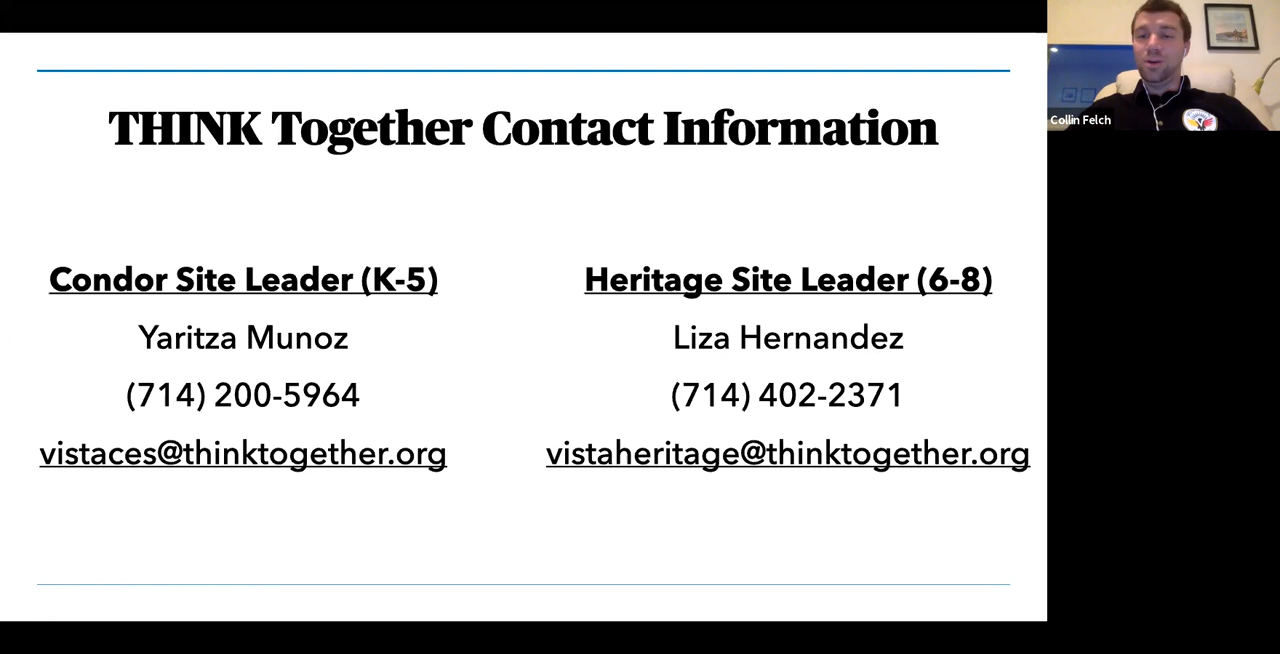 THINK Together Contact Information
Condor Site Leader (K-5)
Yaritza Munoz
(714) 200-5964
vistaces@thinktogether.org
Heritage Site Leader (6-8)
Liza Hernandez
(714) 402-2371
vistaheritage@thinktogether.org
Collin Felch